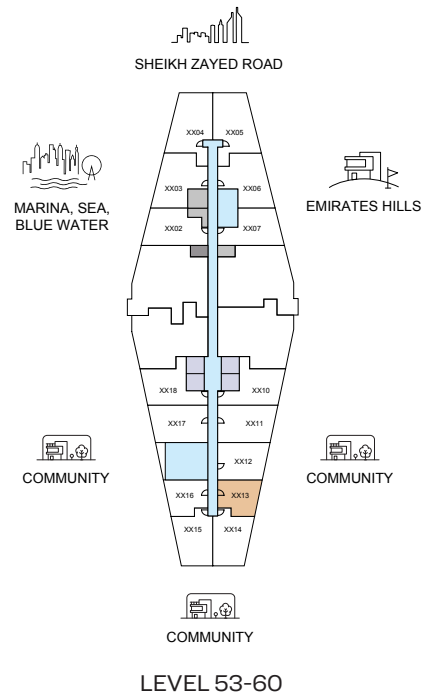 SHEIKH ZAYED ROAD
XX04 XX05
XX03 XX06
MARINA, SEA,
BLUE WATER
EMIRATES HILLS
XX02 XX07
XX18 XX10
XX17 XX11
XX12
COMMUNITY
COMMUNITY
XX16 XX13
XX15 XX14
COMMUNITY
LEVEL 53-60